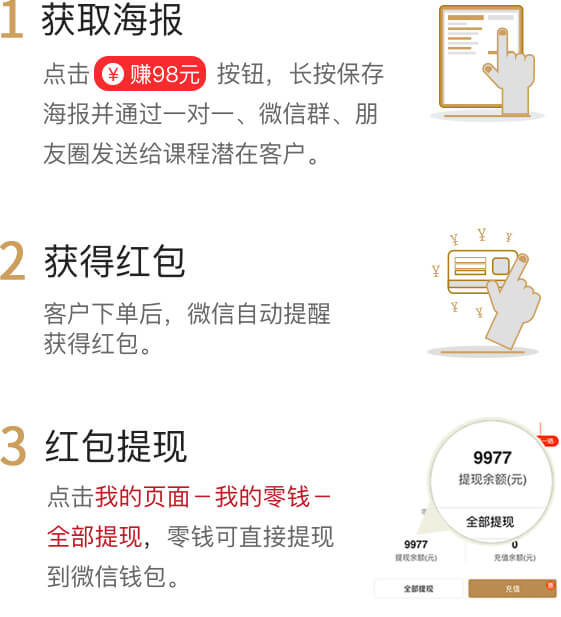 1 获取海报
点击 ¥ 赚98元 按钮，长按保存
海报并通过一对一、微信群、朋
友圈发送给课程潜在客户。
2 获得红包
¥ ¥ ¥
¥
¥ ¥
客户下单后，微信自动提醒
获得红包。
3 红包提现
点击我的页面－我的零钱－
全部提现，零钱可直接提现
到微信钱包。
9977
提现余额(元)
全部提现
9977 0
提现余额(元) 充值余额(元)
全部提现 充值